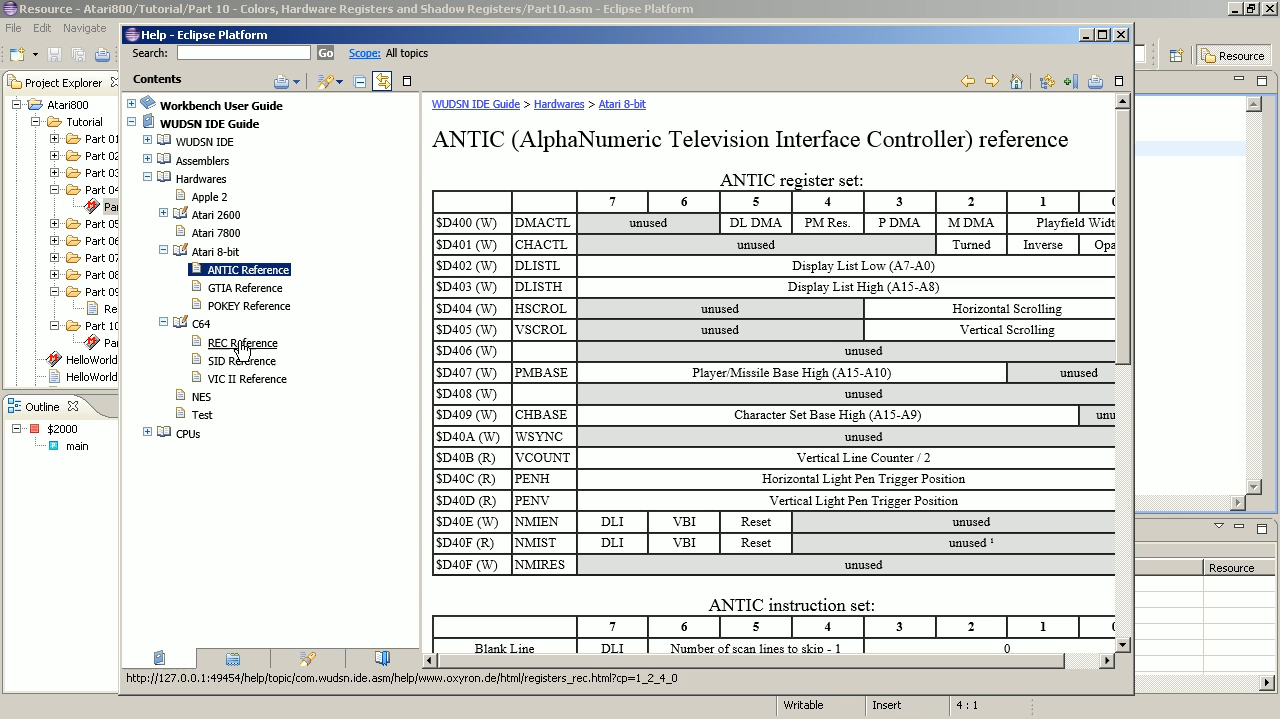 Resource - Atari800/Tutorial/Part 10 - Colors, Hardware Registers and Shadow Registers/Part10.asm - Eclipse Platform
File Edit Navigate
Help - Eclipse Platform
Search: Go Scope: All topics
Resource
Project Explorer
Atari800
Tutorial
Part 01
Part 02
Part 03
Part 04
Par
Part 05
Part 06
Part 07
Part 08
Part 09
Re
Part 10
Par
HelloWorld
HelloWorld
Outline
$2000
main
Contents
Workbench User Guide
WUDSN IDE Guide
WUDSN IDE
Assemblers
Hardwares
Apple 2
Atari 2600
Atari 7800
Atari 8-bit
ANTIC Reference
GTIA Reference
POKEY Reference
C64
REC Reference
SID Reference
VIC II Reference
NES
Test
CPUs
WUDSN IDE Guide > Hardwares > Atari 8-bit
ANTIC (AlphaNumeric Television Interface Controller) reference
ANTIC register set:
7 6 5 4 3 2 1 0
$D400 (W) DMACTL unused DL DMA PM Res. P DMA M DMA Playfield Widt
$D401 (W) CHACTL unused Turned Inverse Opa
$D402 (W) DLISTL Display List Low (A7-A0)
$D403 (W) DLISTH Display List High (A15-A8)
$D404 (W) HSCROL unused Horizontal Scrolling
$D405 (W) VSCROL unused Vertical Scrolling
$D406 (W) unused
$D407 (W) PMBASE Player/Missile Base High (A15-A10) unused
$D408 (W) unused
$D409 (W) CHBASE Character Set Base High (A15-A9) unu
$D40A (W) WSYNC unused
$D40B (R) VCOUNT Vertical Line Counter / 2
$D40C (R) PENH Horizontal Light Pen Trigger Position
$D40D (R) PENV Vertical Light Pen Trigger Position
$D40E (W) NMIEN DLI VBI Reset unused
$D40F (R) NMIST DLI VBI Reset unused ¹
$D40F (W) NMIRES unused
ANTIC instruction set:
7 6 5 4 3 2 1 0
Blank Line DLI Number of scan lines to skip - 1 0
Resource
http://127.0.0.1:49454/help/topic/com.wudsn.ide.asm/help/www.oxyron.de/html/registers_rec.html?cp=1_2_4_0
Writable Insert 4 : 1